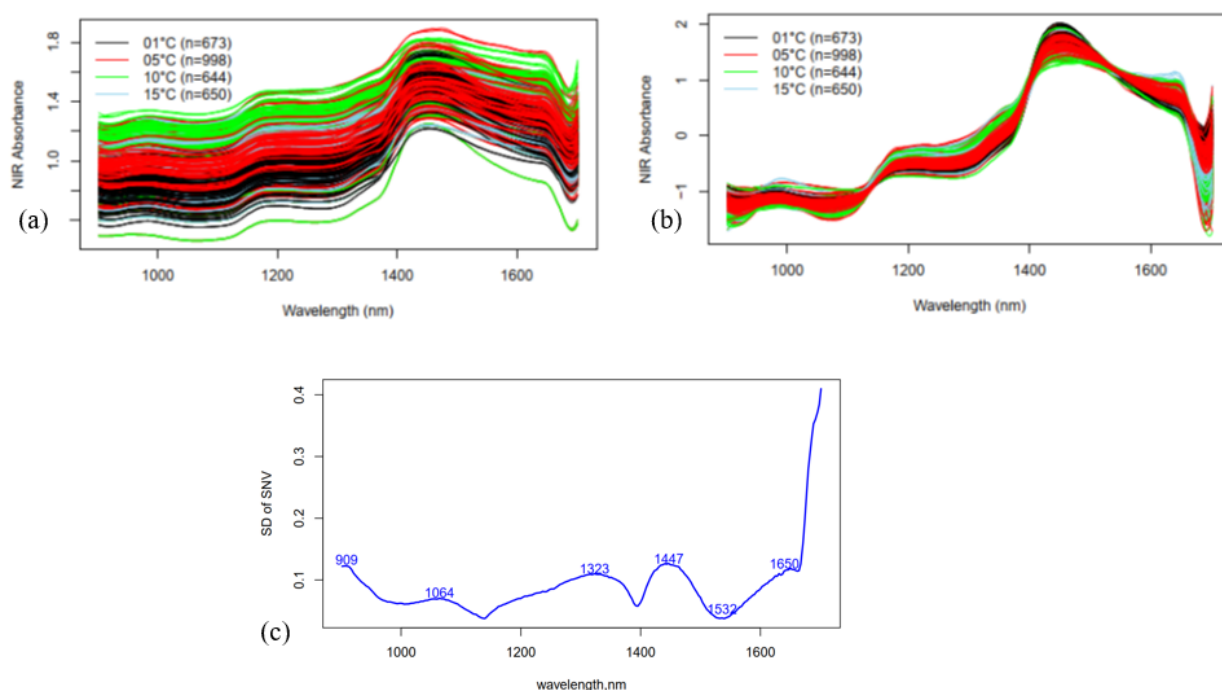 1.8
1.4
1.0
NIR Absorbance
01°C (n=673)
05°C (n=998)
10°C (n=644)
15°C (n=650)
1000 1200 1400 1600
Wavelength (nm)
(a)
2
1
0
−1
NIR Absorbance
01°C (n=673)
05°C (n=998)
10°C (n=644)
15°C (n=650)
1000 1200 1400 1600
Wavelength (nm)
(b)
0.4
0.3
0.2
0.1
SD of SNV
909
1064
1323
1447
1532
1650
1000 1200 1400 1600
wavelength,nm
(c)